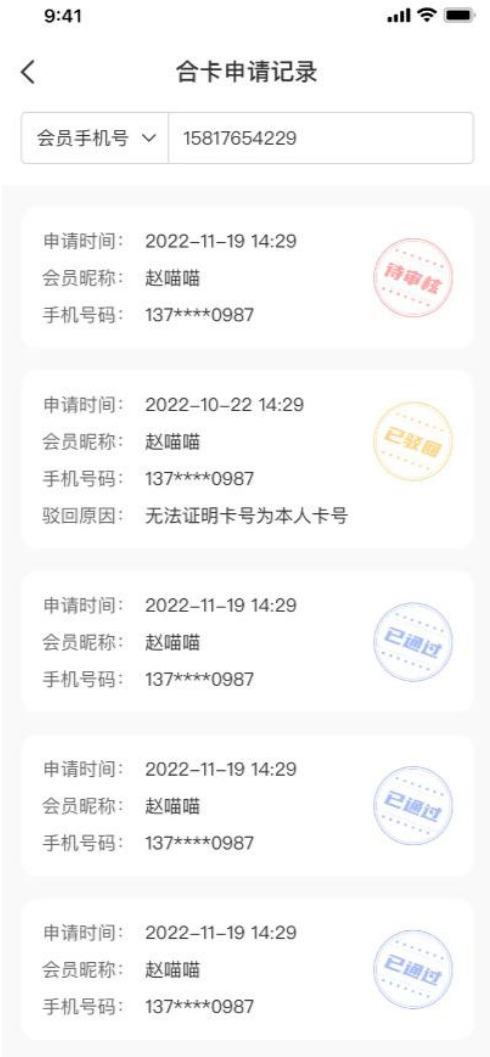 9:41
合卡申请记录
会员手机号 15817654229
申请时间： 2022-11-19 14:29
会员昵称： 赵喵喵
手机号码： 137****0987
待审核
申请时间： 2022-10-22 14:29
会员昵称： 赵喵喵
手机号码： 137****0987
驳回原因： 无法证明卡号为本人卡号
已驳回
申请时间： 2022-11-19 14:29
会员昵称： 赵喵喵
手机号码： 137****0987
已通过
申请时间： 2022-11-19 14:29
会员昵称： 赵喵喵
手机号码： 137****0987
已通过
申请时间： 2022-11-19 14:29
会员昵称： 赵喵喵
手机号码： 137****0987
已通过